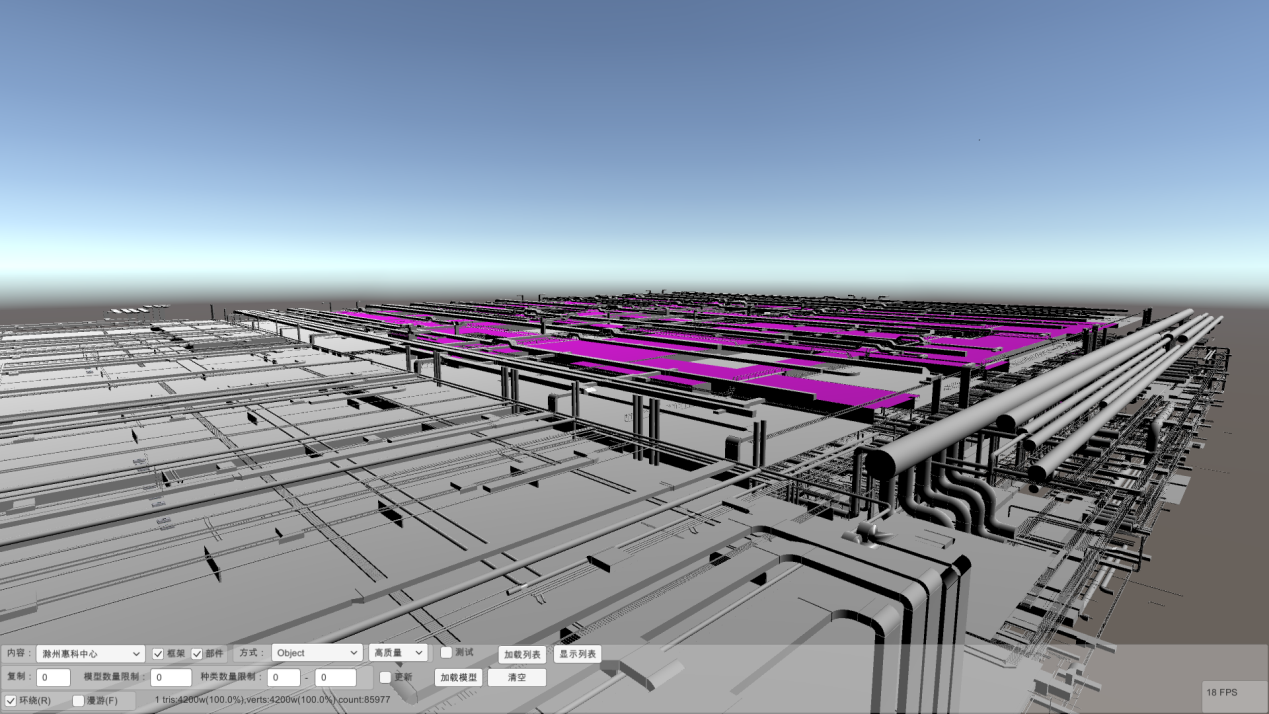 内容： 滁州惠科中心 框架 部件 方式： Object 高质量 测试 加载列表 显示列表
复制： 0 模型数量限制： 0 种类数量限制： 0 - 0 更新 加载模型 清空
环绕(R) 漫游(F) 1 tris:4200w(100.0%),verts:4200w(100.0%) count:85977
18 FPS